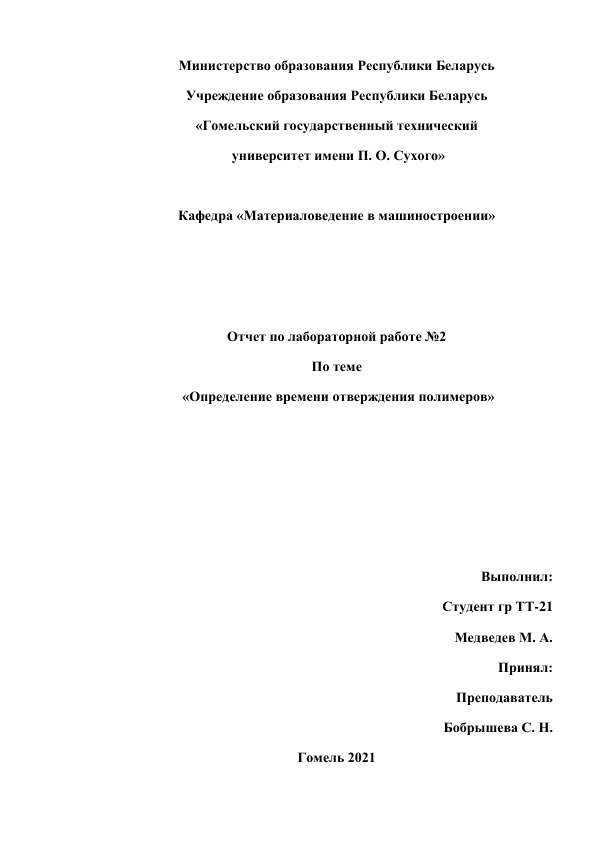 Министерство образования Республики Беларусь
Учреждение образования Республики Беларусь
«Гомельский государственный технический
университет имени П. О. Сухого»
Кафедра «Материаловедение в машиностроении»
Отчет по лабораторной работе №2
По теме
«Определение времени отверждения полимеров»
Выполнил:
Студент гр ТТ-21
Медведев М. А.
Принял:
Преподаватель
Бобрышева С. Н.
Гомель 2021